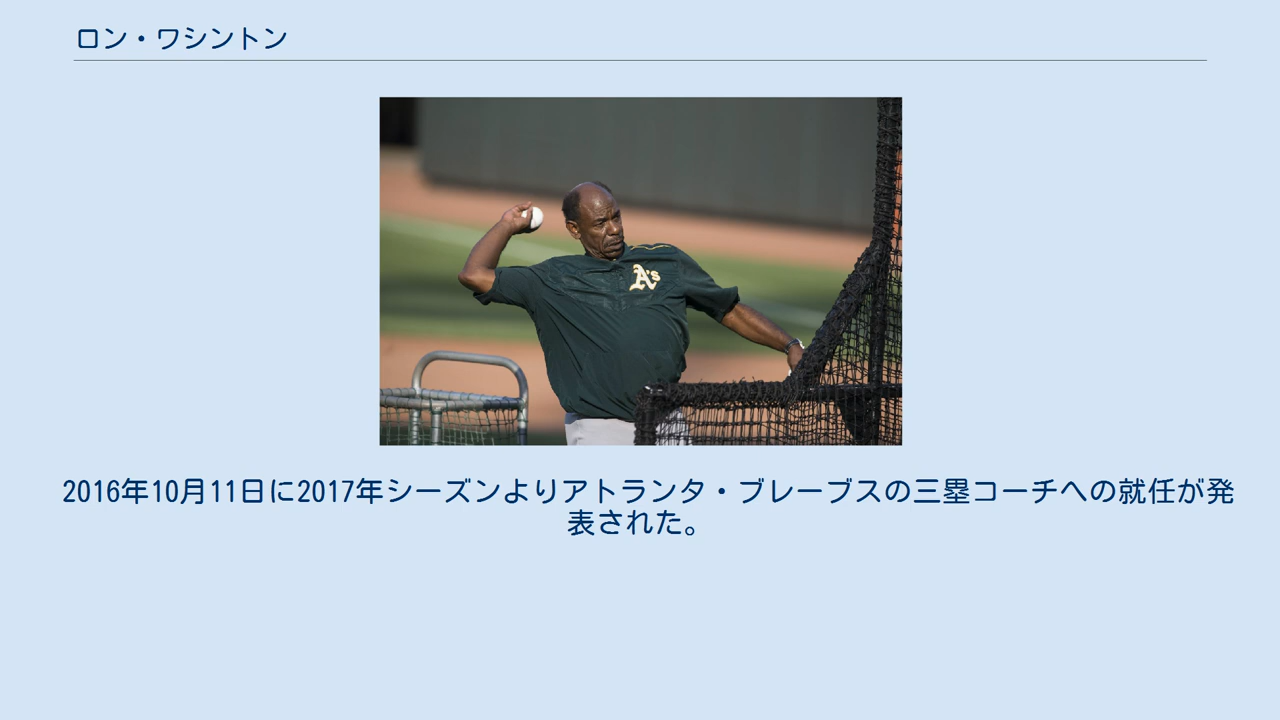 ロン・ワシントン
A's
2016年10月11日に2017年シーズンよりアトランタ・ブレーブスの三塁コーチへの就任が発
表された。